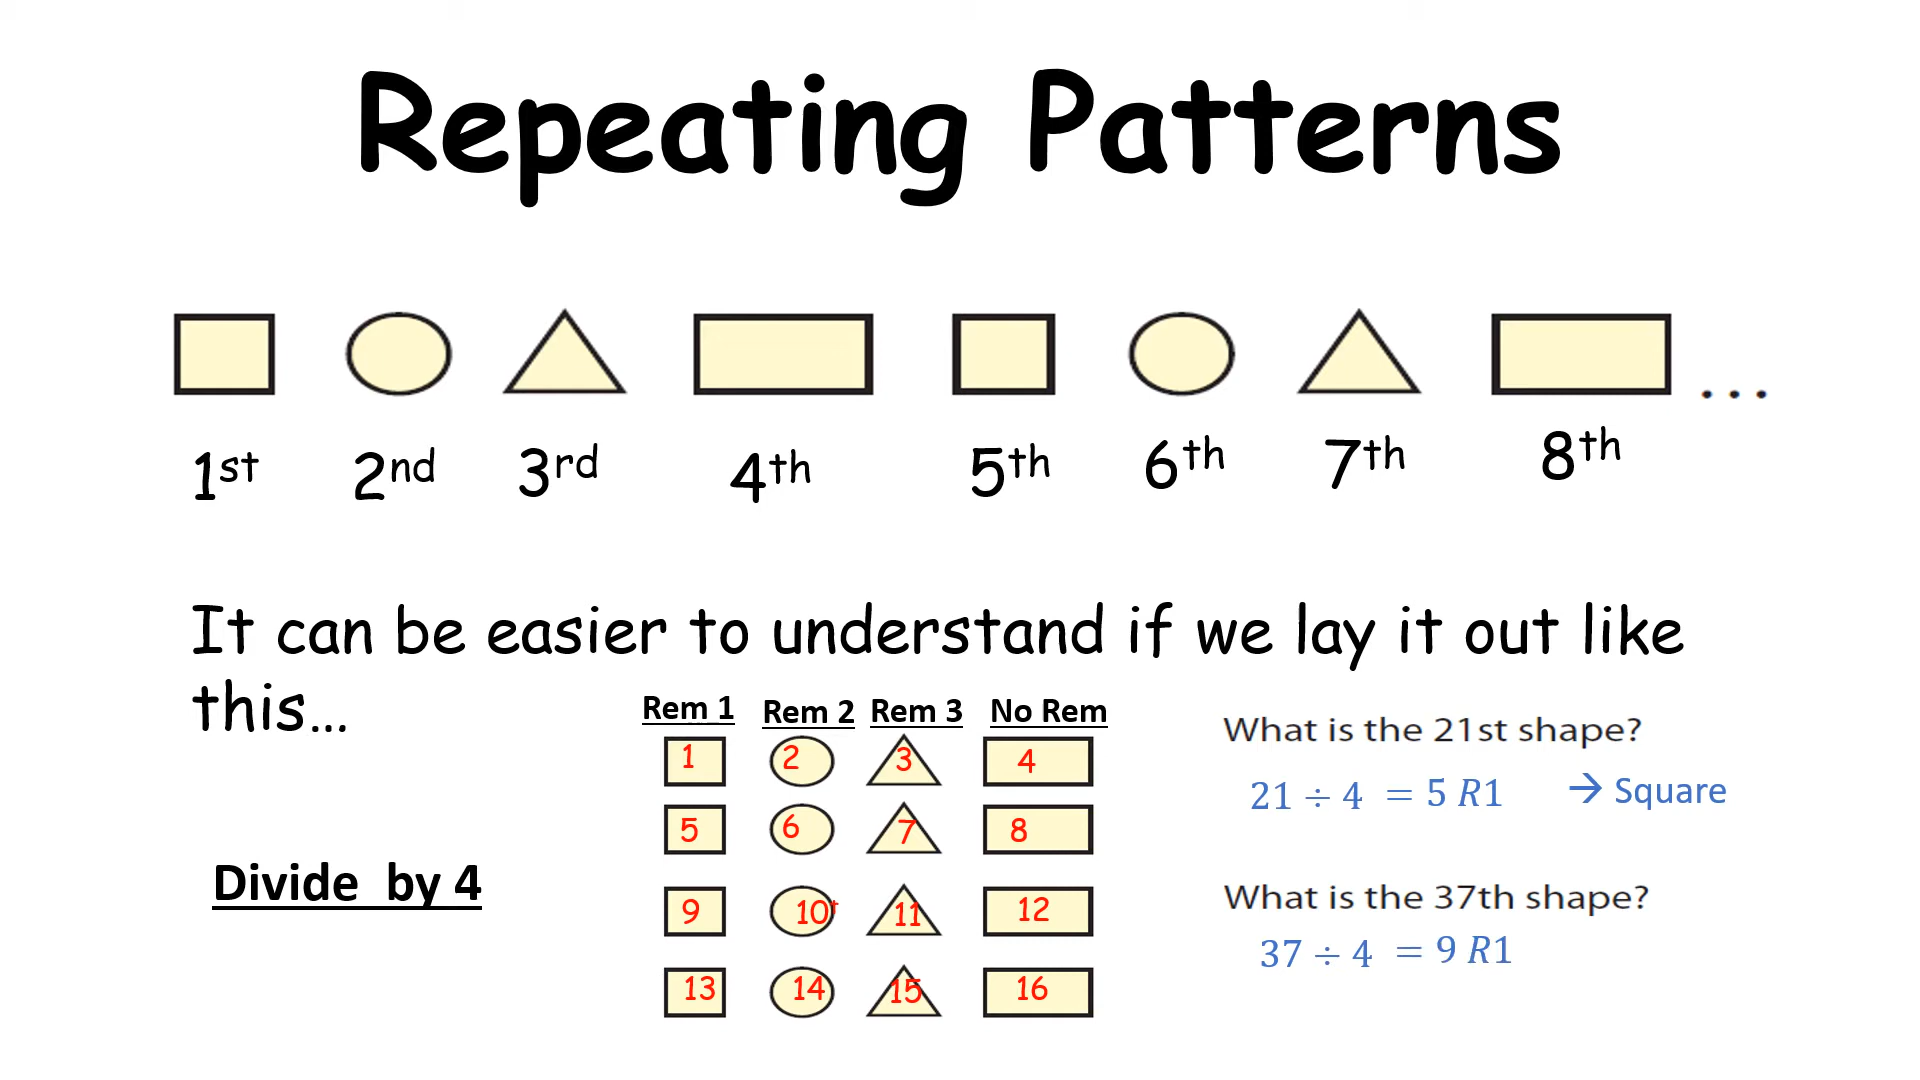 Repeating Patterns
1st 2nd 3rd 4th 5th 6th 7th 8th
...
It can be easier to understand if we lay it out like
this...
Rem 1 Rem 2 Rem 3 No Rem
1 2 3 4
5 6 7 8
9 10t 11 12
13 14 15 16
Divide by 4
What is the 21st shape?
21 ÷ 4 = 5 R1 → Square
What is the 37th shape?
37 ÷ 4 = 9 R1